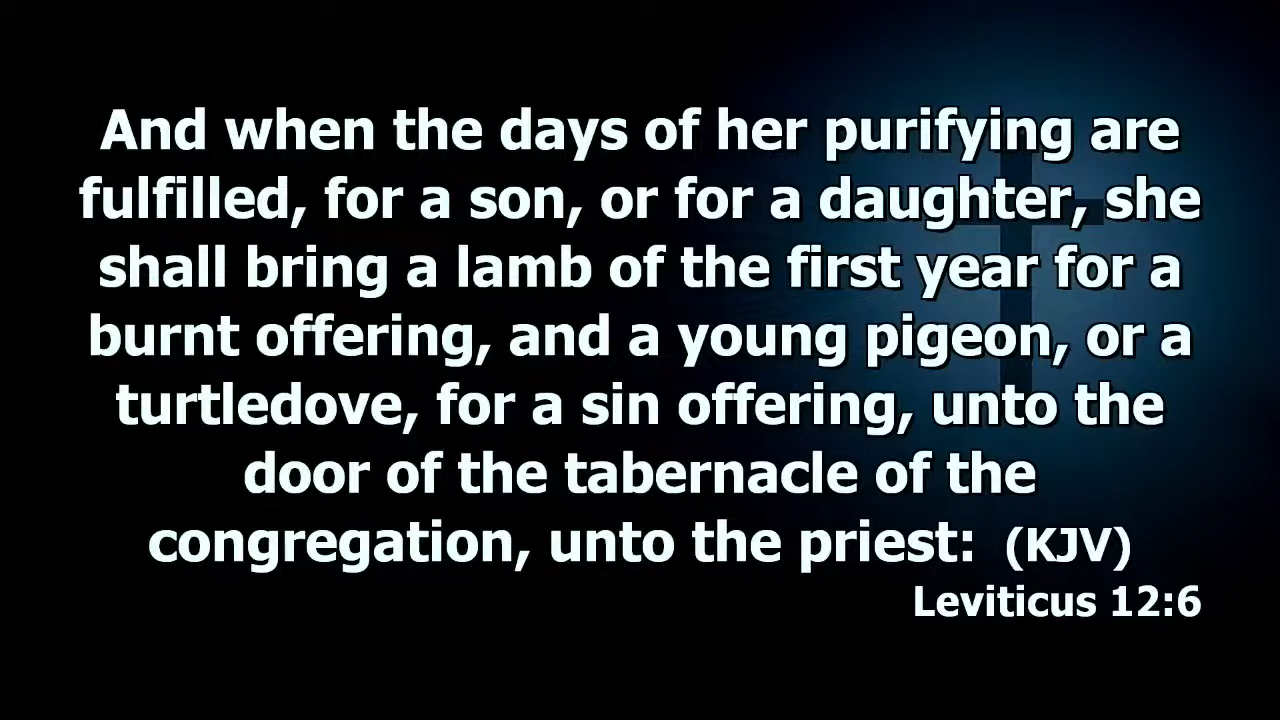 And when the days of her purifying are
fulfilled, for a son, or for a daughter, she
shall bring a lamb of the first year for a
burnt offering, and a young pigeon, or a
turtledove, for a sin offering, unto the
door of the tabernacle of the
congregation, unto the priest: (KJV)
Leviticus 12:6